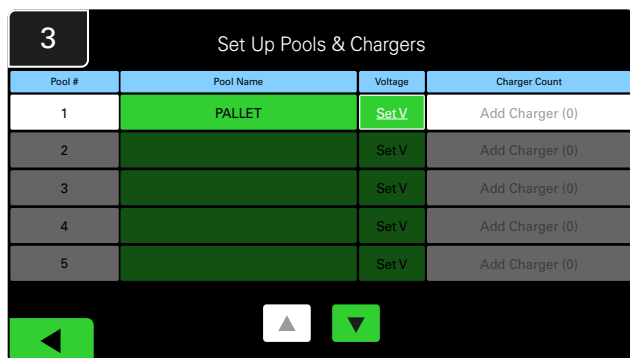 3
Set Up Pools & Chargers
Pool # Pool Name Voltage Charger Count
1 PALLET Set V Add Charger (0)
2 Set V Add Charger (0)
3 Set V Add Charger (0)
4 Set V Add Charger (0)
5 Set V Add Charger (0)